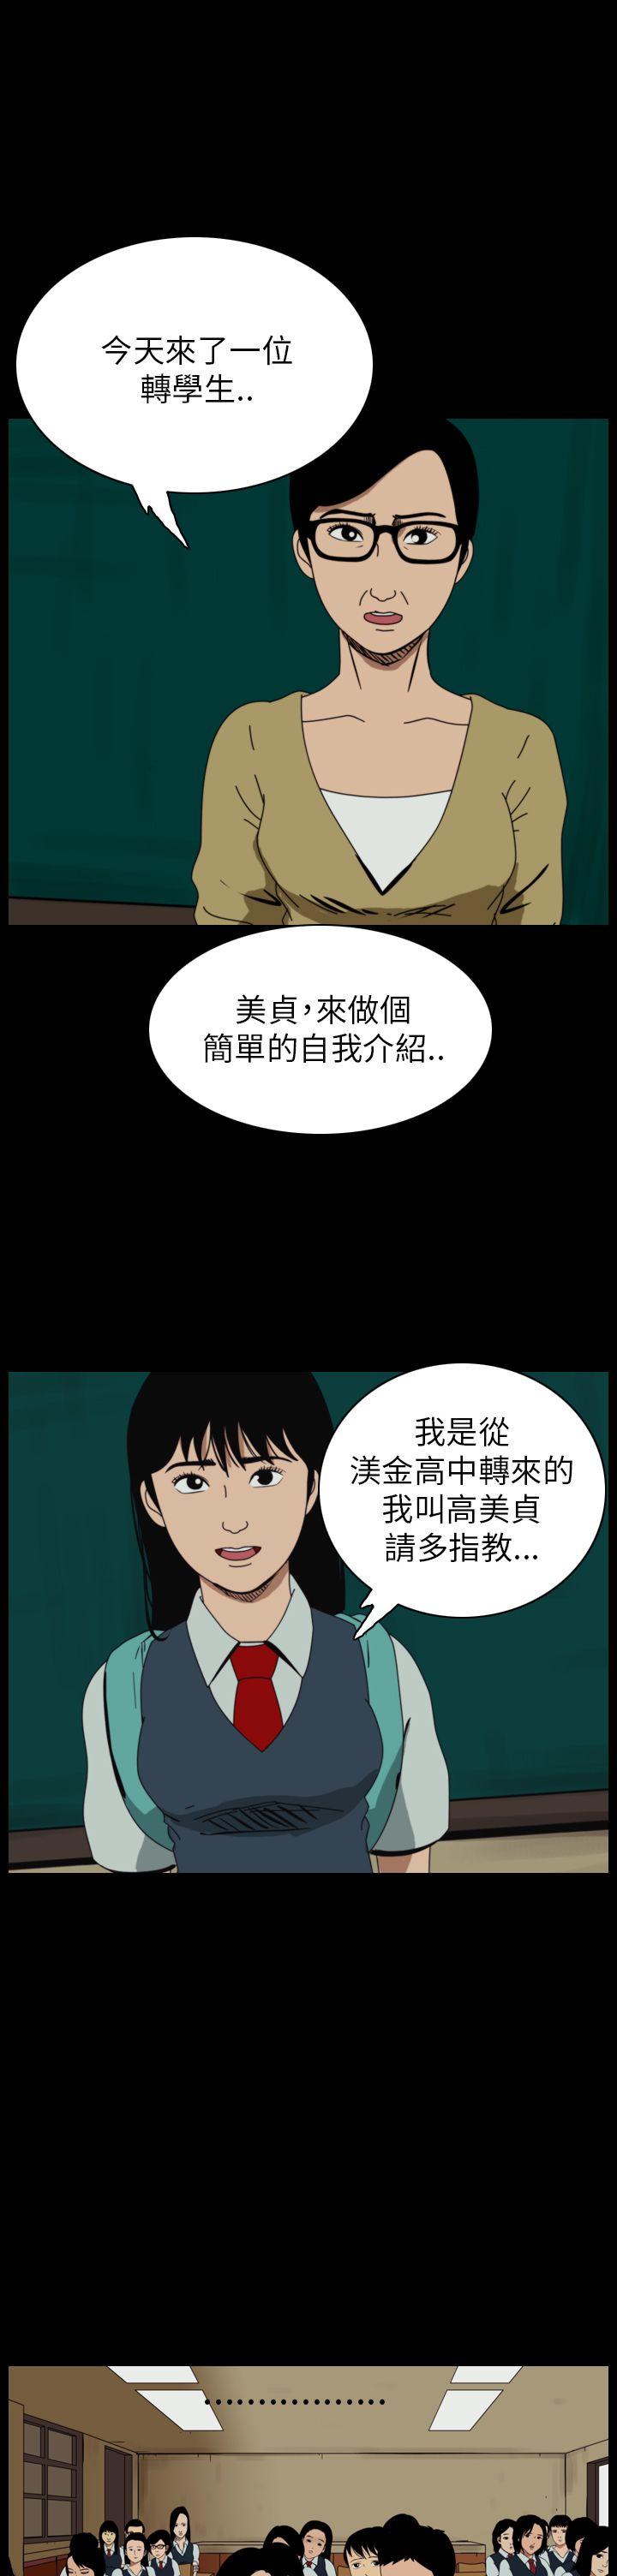 今天來了一位
轉學生..
美貞,來做個
簡單的自我介紹..
我是從
渼金高中轉來的
我叫高美貞
請多指教...
.................